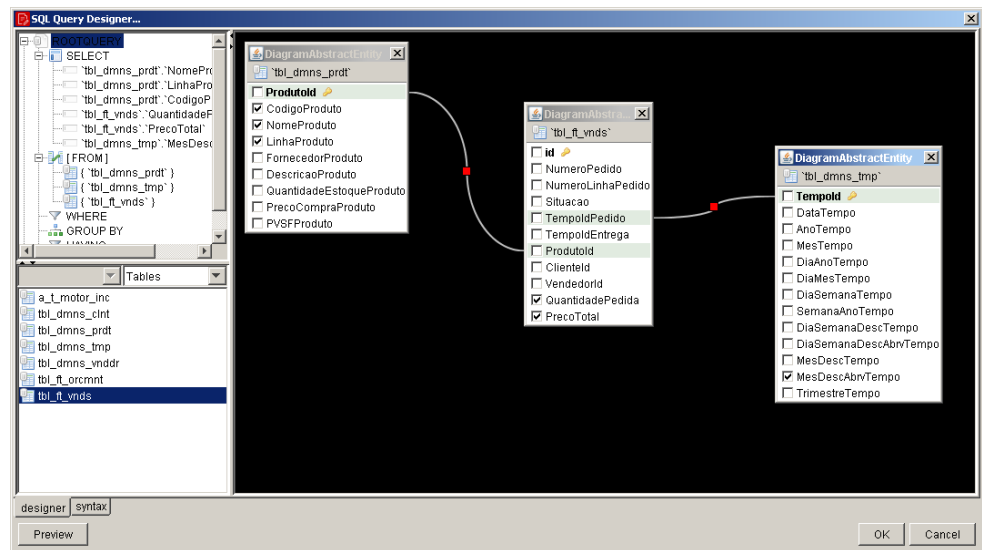 SQL Query Designer...
ROOTQUERY
SELECT
`tbl_dmns_prdt`.`NomePro
`tbl_dmns_prdt`.`LinhaPro
`tbl_dmns_prdt`.`CodigoP
`tbl_ft_vnds`.`QuantidadeF
`tbl_ft_vnds`.`PrecoTotal`
`tbl_dmns_tmp`.`MesDesc
[ FROM ]
{ `tbl_dmns_prdt` }
{ `tbl_dmns_tmp` }
{ `tbl_ft_vnds` }
WHERE
GROUP BY
HAVING
Tables
a_t_motor_inc
tbl_dmns_clnt
tbl_dmns_prdt
tbl_dmns_tmp
tbl_dmns_vnddr
tbl_ft_orcmnt
tbl_ft_vnds
DiagramAbstractEntity
`tbl_dmns_prdt`
ProdutoId
CodigoProduto
NomeProduto
LinhaProduto
FornecedorProduto
DescricaoProduto
QuantidadeEstoqueProduto
PrecoCompraProduto
PVSFProduto
DiagramAbstra...
`tbl_ft_vnds`
id
NumeroPedido
NumeroLinhaPedido
Situacao
TempoIdPedido
TempoIdEntrega
ProdutoId
ClienteId
VendedorId
QuantidadePedida
PrecoTotal
DiagramAbstractEntity
`tbl_dmns_tmp`
TempoId
DataTempo
AnoTempo
MesTempo
DiaAnoTempo
DiaMesTempo
DiaSemanaTempo
SemanaAnoTempo
DiaSemanaDescTempo
DiaSemanaDescAbrvTempo
MesDescTempo
MesDescAbrvTempo
TrimestreTempo
designer syntax
Preview OK Cancel